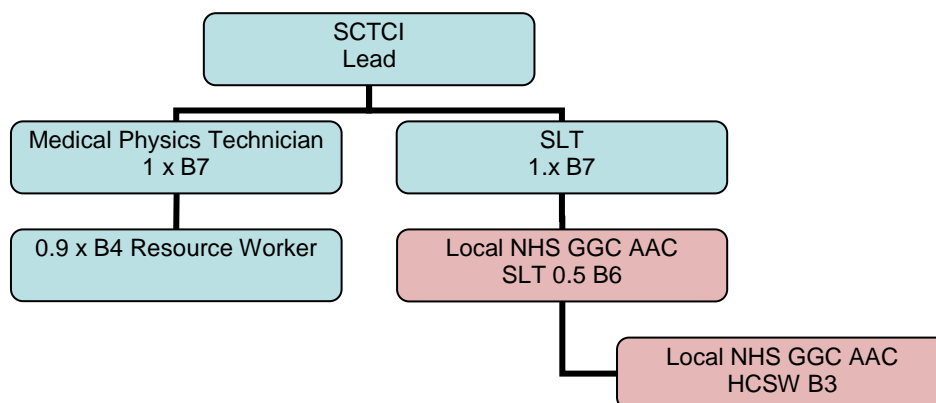 SCTCI
Lead
Medical Physics Technician
1 x B7
SLT
1.x B7
0.9 x B4 Resource Worker
Local NHS GGC AAC
SLT 0.5 B6
Local NHS GGC AAC
HCSW B3